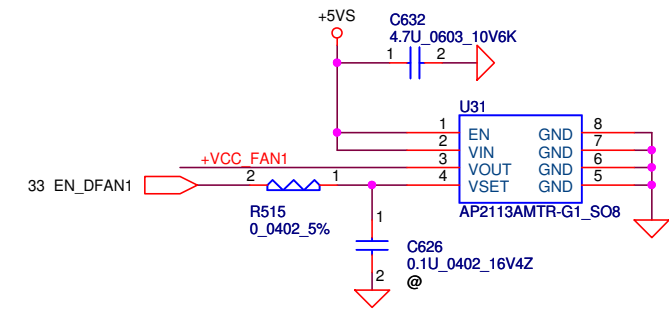 +5VS
C632
4.7U_0603_10V6K
1 2
U31
1 EN GND 8
2 VIN GND 7
+VCC_FAN1 3 VOUT GND 6
33 EN_DFAN1 2 1 4 VSET GND 5
R515
0_0402_5%
AP2113AMTR-G1_SO8
1
C626
0.1U_0402_16V4Z
2
@